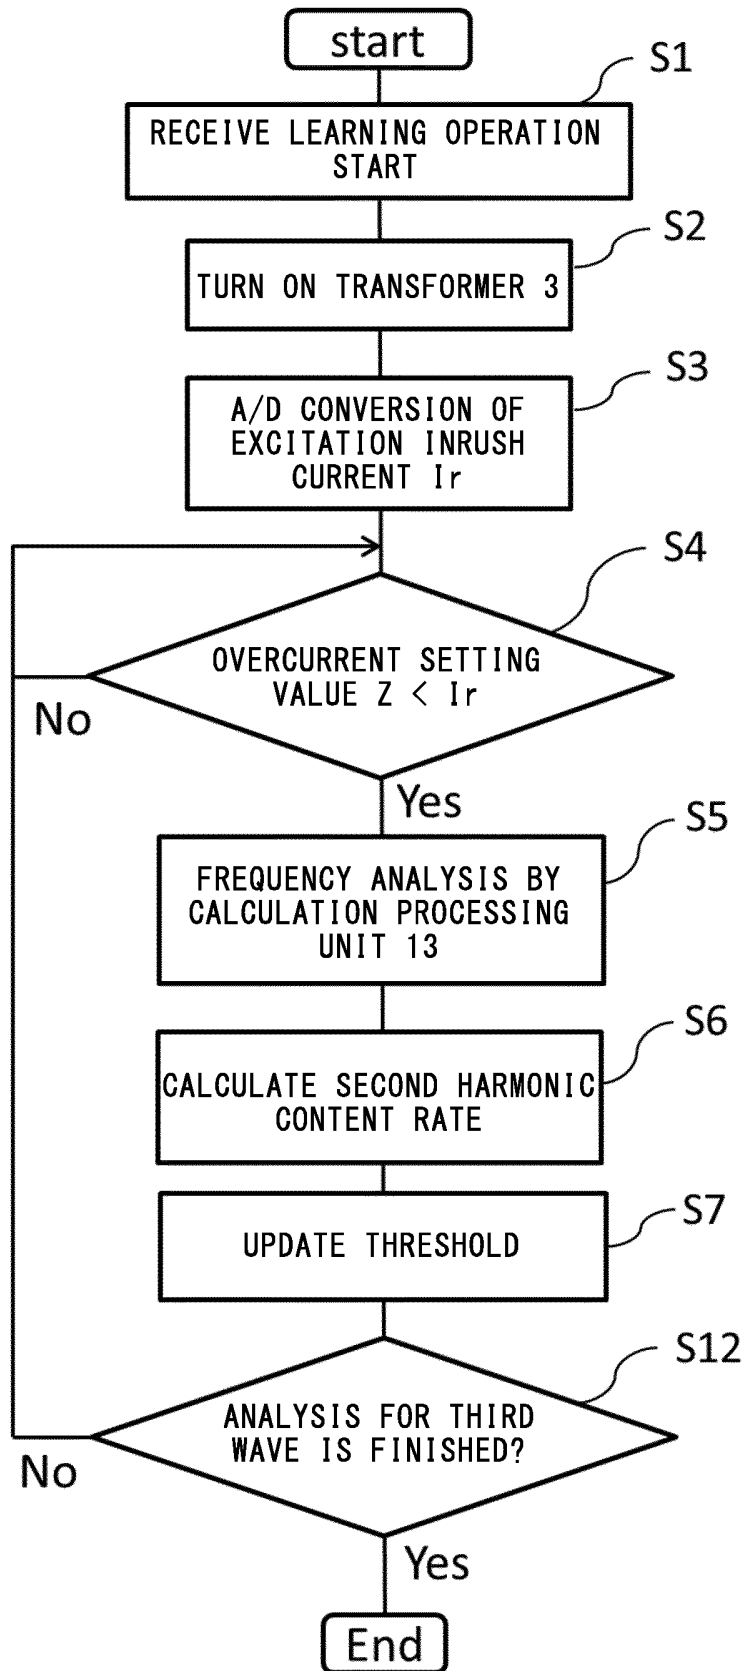 start
S1
RECEIVE LEARNING OPERATION
START
S2
TURN ON TRANSFORMER 3
S3
A/D CONVERSION OF
EXCITATION INRUSH
CURRENT Ir
S4
OVERCURRENT SETTING
VALUE Z < Ir
No
Yes
S5
FREQUENCY ANALYSIS BY
CALCULATION PROCESSING
UNIT 13
S6
CALCULATE SECOND HARMONIC
CONTENT RATE
S7
UPDATE THRESHOLD
S12
ANALYSIS FOR THIRD
WAVE IS FINISHED?
No
Yes
End